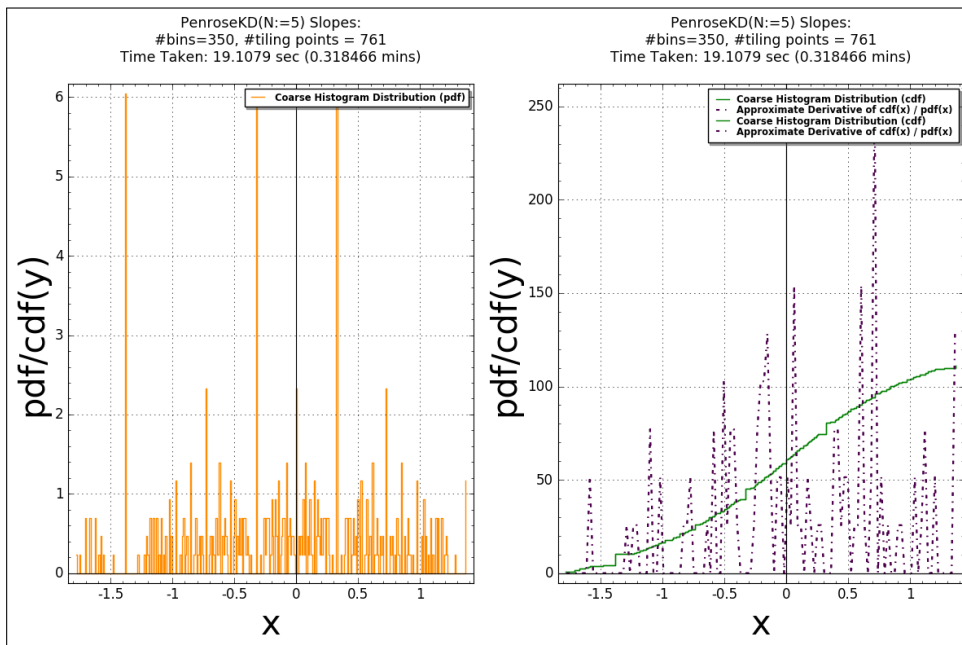 PenroseKD(N:=5) Slopes:
#bins=350, #tiling points = 761
Time Taken: 19.1079 sec (0.318466 mins)
Coarse Histogram Distribution (pdf)
6
5
4
3
2
1
0
-1.5
-1
-0.5
0
0.5
1
pdf/cdf(y)
x
PenroseKD(N:=5) Slopes:
#bins=350, #tiling points = 761
Time Taken: 19.1079 sec (0.318466 mins)
Coarse Histogram Distribution (cdf)
Approximate Derivative of cdf(x) / pdf(x)
Coarse Histogram Distribution (cdf)
Approximate Derivative of cdf(x) / pdf(x)
250
200
150
100
50
0
-1.5
-1
-0.5
0
0.5
1
pdf/cdf(y)
x